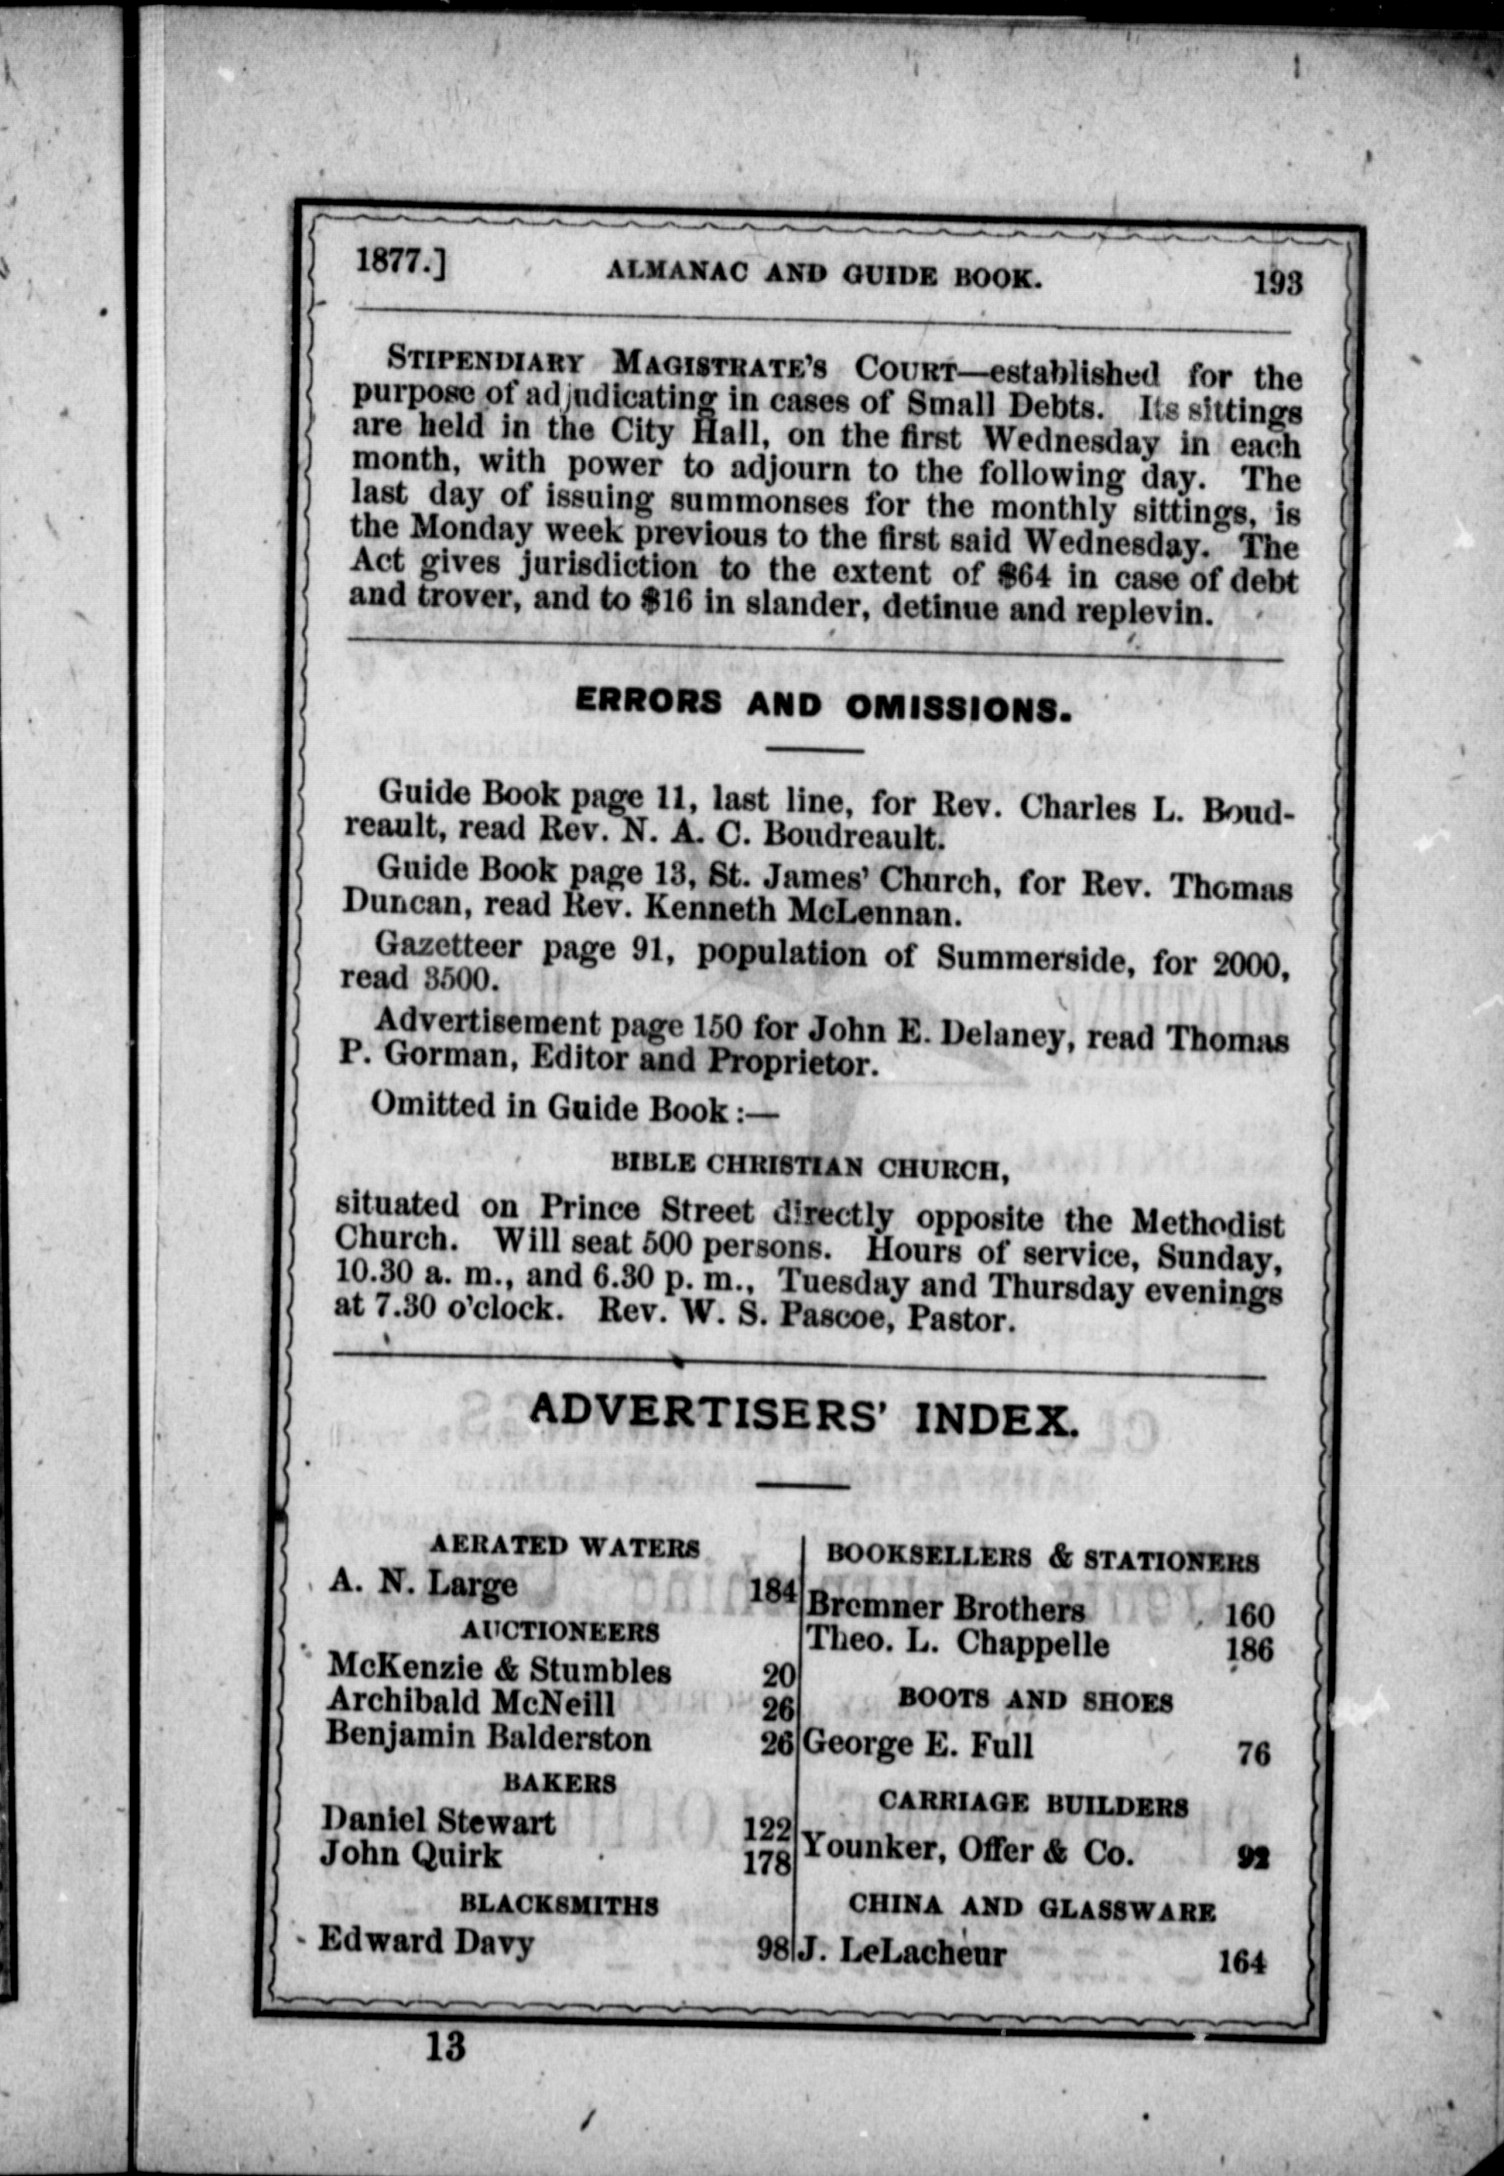 1877.] ALMANAC AND GUIDE BOOK. 193
STIPENDIARY MAGISTRATE'S COURT—established for the
purpose of adjudicating in cases of Small Debts. Its sittings
are held in the City Hall, on the first Wednesday in each
month, with power to adjourn to the following day. The
last day of issuing summonses for the monthly sittings, is
the Monday week previous to the first said Wednesday. The
Act gives jurisdiction to the extent of $64 in case of debt
and trover, and to $16 in slander, detinue and replevin.
ERRORS AND OMISSIONS.
Guide Book page 11, last line, for Rev. Charles L. Boud-
reault, read Rev. N. A. C. Boudreault.
Guide Book page 13, St. James' Church, for Rev. Thomas
Duncan, read Rev. Kenneth McLennan.
Gazetteer page 91, population of Summerside, for 2000,
read 3500.
Advertisement page 150 for John E. Delaney, read Thomas
P. Gorman, Editor and Proprietor.
Omitted in Guide Book :—
BIBLE CHRISTIAN CHURCH,
situated on Prince Street directly opposite the Methodist
Church. Will seat 500 persons. Hours of service, Sunday,
10.30 a. m., and 6.30 p. m., Tuesday and Thursday evenings
at 7.30 o'clock. Rev. W. S. Pascoe, Pastor.
ADVERTISERS' INDEX.
AERATED WATERS
A. N. Large 184
AUCTIONEERS
McKenzie & Stumbles 20
Archibald McNeill 26
Benjamin Balderston 26
BAKERS
Daniel Stewart 122
John Quirk 178
BLACKSMITHS
Edward Davy 98
BOOKSELLERS & STATIONERS
Bremner Brothers 160
Theo. L. Chappelle 186
BOOTS AND SHOES
George E. Full 76
CARRIAGE BUILDERS
Younker, Offer & Co. 92
CHINA AND GLASSWARE
J. LeLacheur 164
13